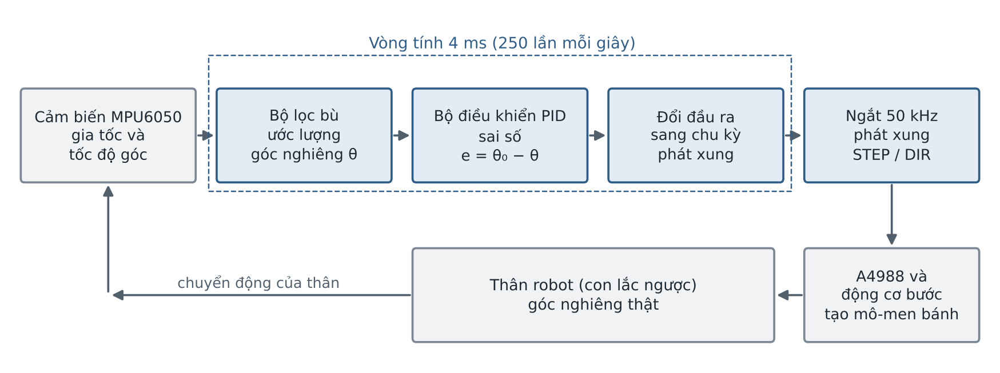 Vòng tính 4 ms (250 lần mỗi giây)
Cảm biến MPU6050
gia tốc và
tốc độ góc
Bộ lọc bù
ước lượng
góc nghiêng θ
Bộ điều khiển PID
sai số
e = θ₀ − θ
Đổi đầu ra
sang chu kỳ
phát xung
Ngắt 50 kHz
phát xung
STEP / DIR
chuyển động của thân
Thân robot (con lắc ngược)
góc nghiêng thật
A4988 và
động cơ bước
tạo mô-men bánh